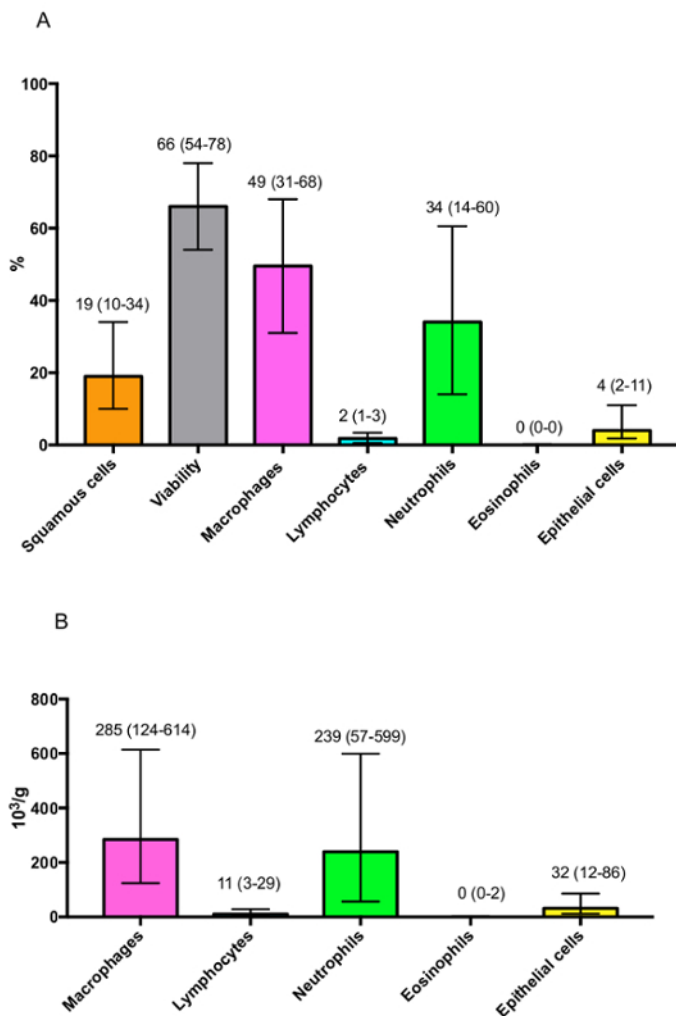 A
100
80
60
40
20
0
%
19 (10-34)
66 (54-78)
49 (31-68)
2 (1-3)
34 (14-60)
0 (0-0)
4 (2-11)
Squamous cells
Viability
Macrophages
Lymphocytes
Neutrophils
Eosinophils
Epithelial cells
B
800
600
400
200
0
10³/g
285 (124-614)
11 (3-29)
239 (57-599)
0 (0-2)
32 (12-86)
Macrophages
Lymphocytes
Neutrophils
Eosinophils
Epithelial cells